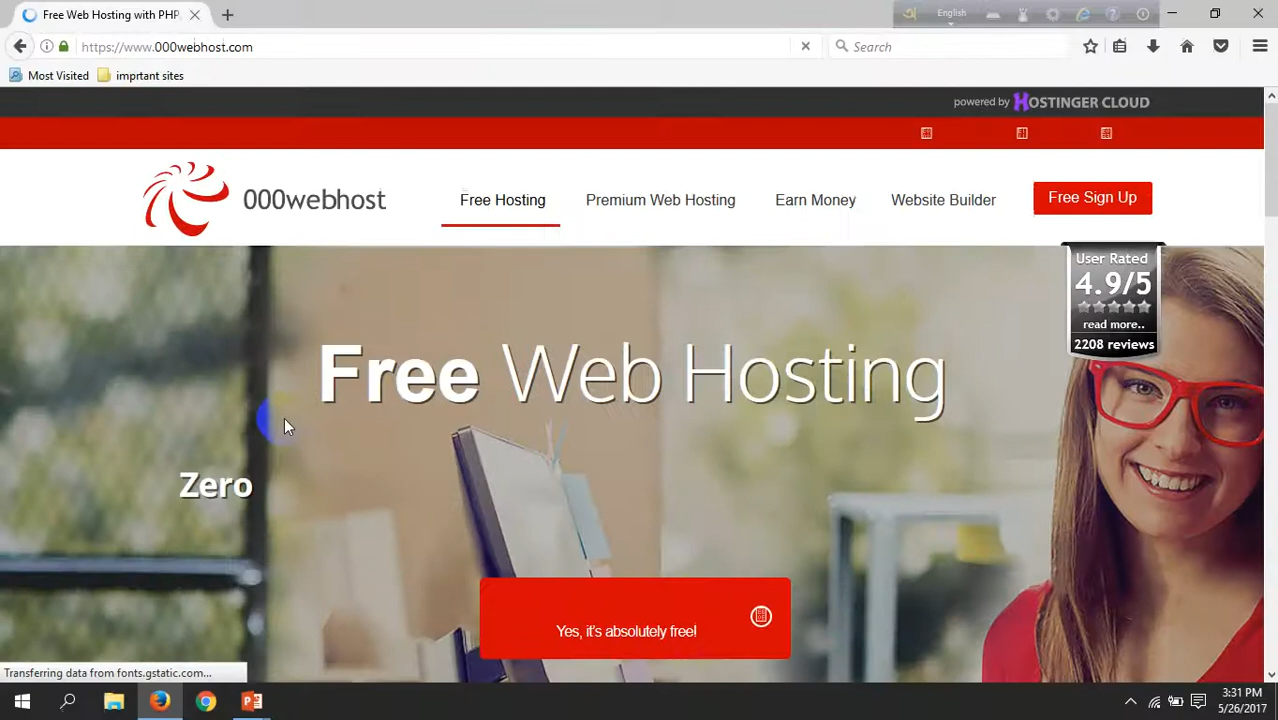 Free Web Hosting with PHP,
English
https://www.000webhost.com
Search
Most Visited
imprtant sites
powered by HOSTINGER CLOUD
000webhost
Free Hosting
Premium Web Hosting
Earn Money
Website Builder
Free Sign Up
User Rated
4.9/5
read more..
2208 reviews
Free Web Hosting
Zero
Yes, it's absolutely free!
Transferring data from fonts.gstatic.com...
3:31 PM
5/26/2017